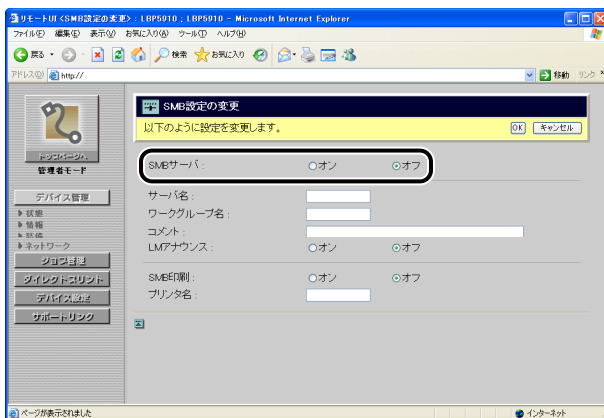 リモートUI <SMB設定の変更> : LBP5910 ; LBP5910 - Microsoft Internet Explorer
ファイル(F) 編集(E) 表示(V) お気に入り(A) ツール(T) ヘルプ(H)
戻る 検索 お気に入り
アドレス(D) http:// 移動 リンク
SMB設定の変更
以下のように設定を変更します。 OK キャンセル
トップページへ
管理者モード
デバイス管理
状態
情報
ネットワーク
ジョブ管理
ダイレクトプリント
デバイス設定
サポートリンク
SMBサーバ : オン オフ
サーバ名 :
ワークグループ名 :
コメント :
LMアナウンス : オン オフ
SMB印刷 : オン オフ
プリンタ名 :
ページが表示されました インターネット